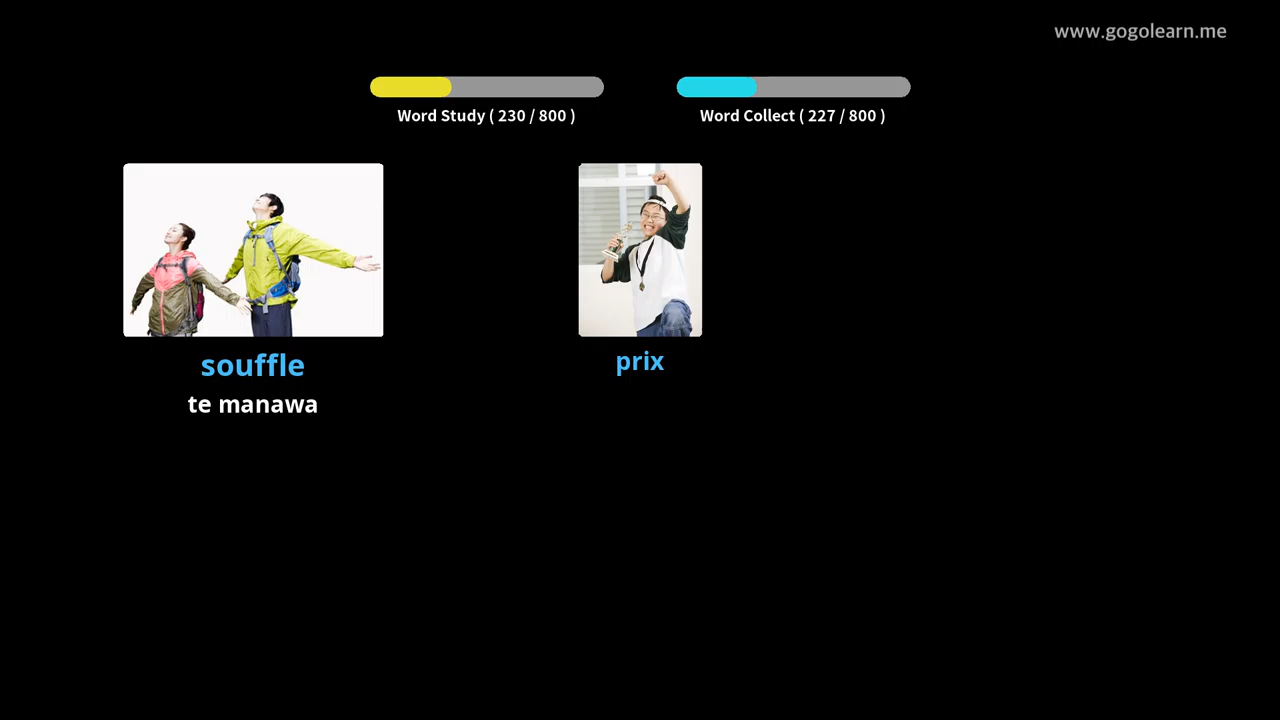 www.gogolearn.me
Word Study ( 230 / 800 )
Word Collect ( 227 / 800 )
souffle
te manawa
prix